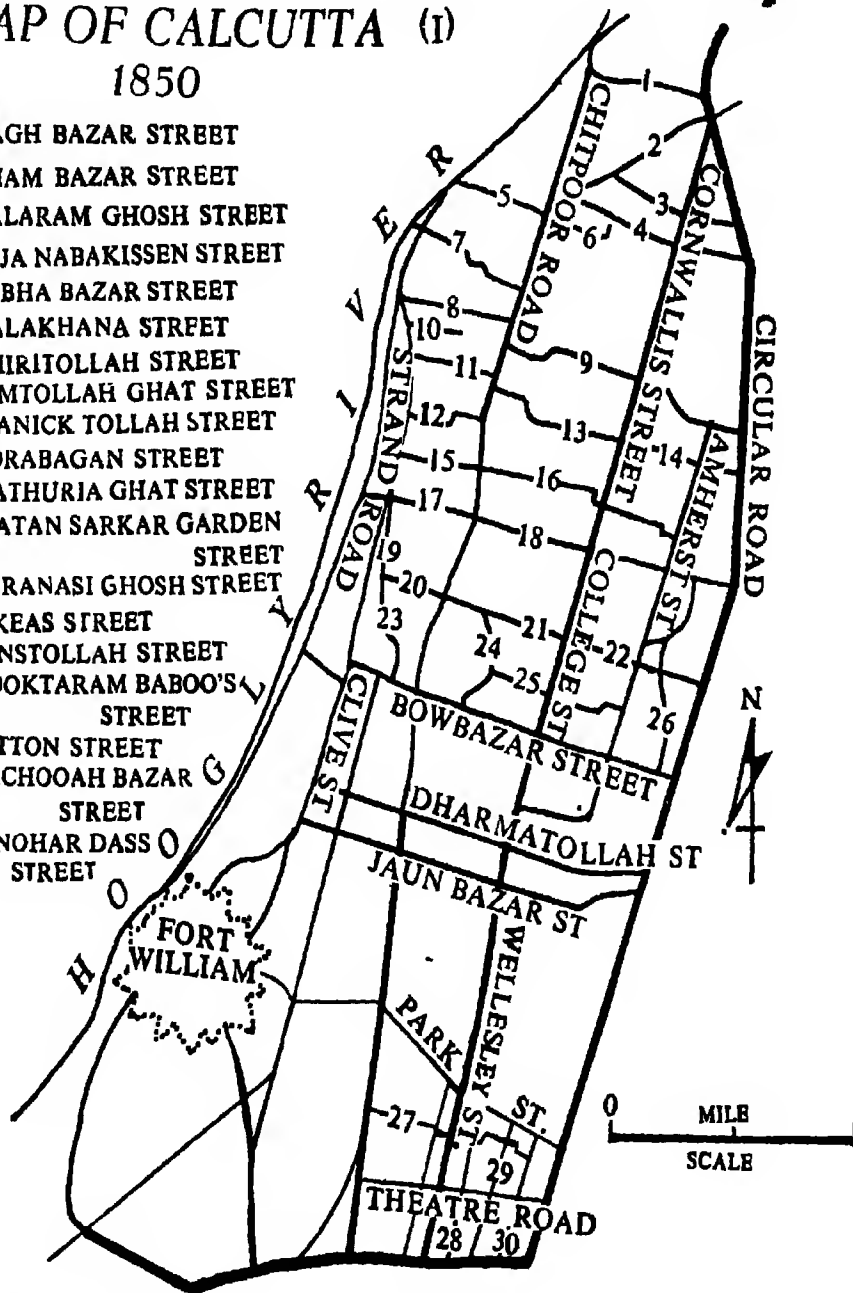 AP OF CALCUTTA (I)
1850
AGH BAZAR STREET
HAM BAZAR STREET
ALARAM GHOSH STREET
JA NABAKISSEN STREET
BHA BAZAR STREET
ALAKHANA STREET
HIRITOLLAH STREET
MTOLLAH GHAT STREET
ANICK TOLLAH STREET
ORABAGAN STREET
ATHURIA GHAT STREET
ATAN SARKAR GARDEN
STREET
RANASI GHOSH STREET
KEAS STREET
NSTOLLAH STREET
OOKTARAM BABOO'S
STREET
TTON STREET
CHOOAH BAZAR
STREET
NOHAR DASS
STREET
HOOGLY RIVER
CHITPOOR ROAD
CORNWALLIS STREET
CIRCULAR ROAD
STRAND ROAD
AMHERST ST
COLLEGE ST
CLIVE ST
BOWBAZAR STREET
DHARMATOLLAH ST
JAUN BAZAR ST
FORT
WILLIAM
WELLESLEY ST
PARK ST.
THEATRE ROAD
1
2
3
4
5
6
7
8
9
10
11
12
13
14
15
16
17
18
19
20
21
22
23
24
25
26
27
28
29
30
N
0
MILE
SCALE